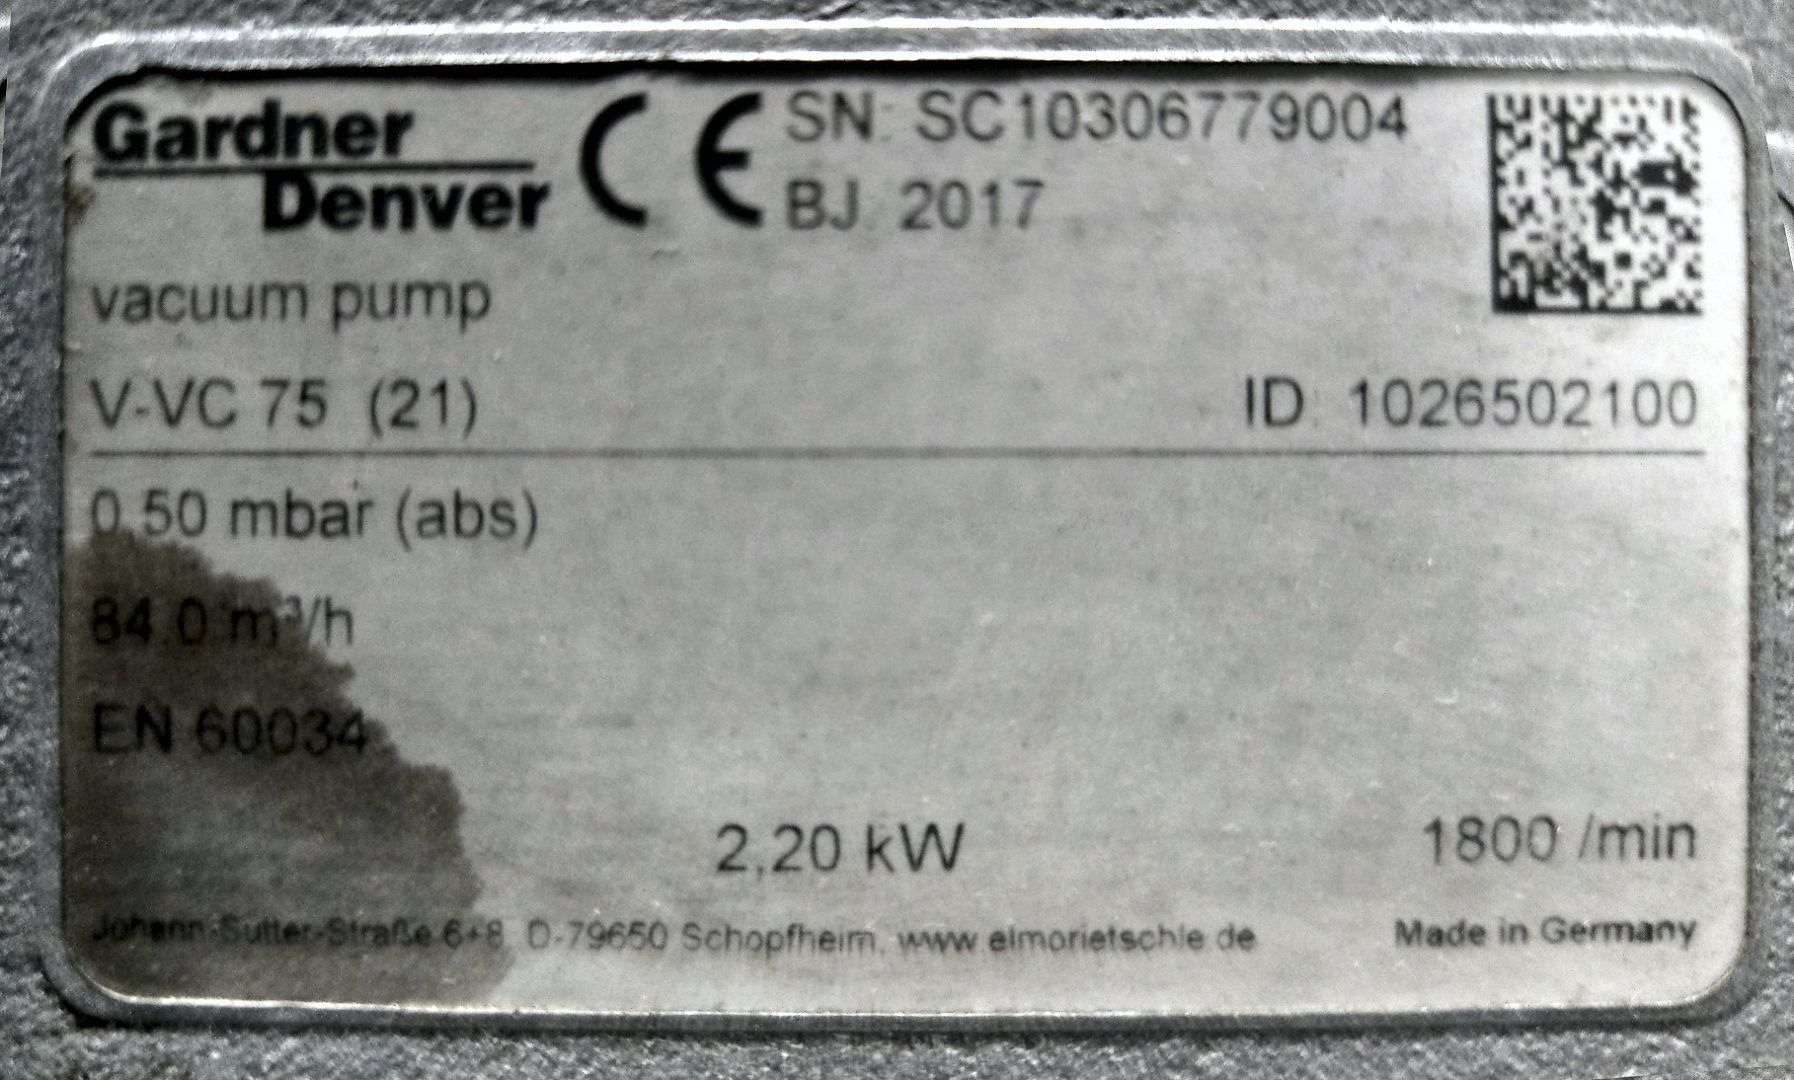 Gardner
Denver
CE
SN: SC10306779004
BJ: 2017
vacuum pump
V-VC 75 (21)
ID: 1026502100
0.50 mbar (abs)
84.0 m³/h
EN 60034
2,20 kW
1800 /min
Johann-Sutter-Straße 6+8, D-79650 Schopfheim, www.elmorietschle.de
Made in Germany